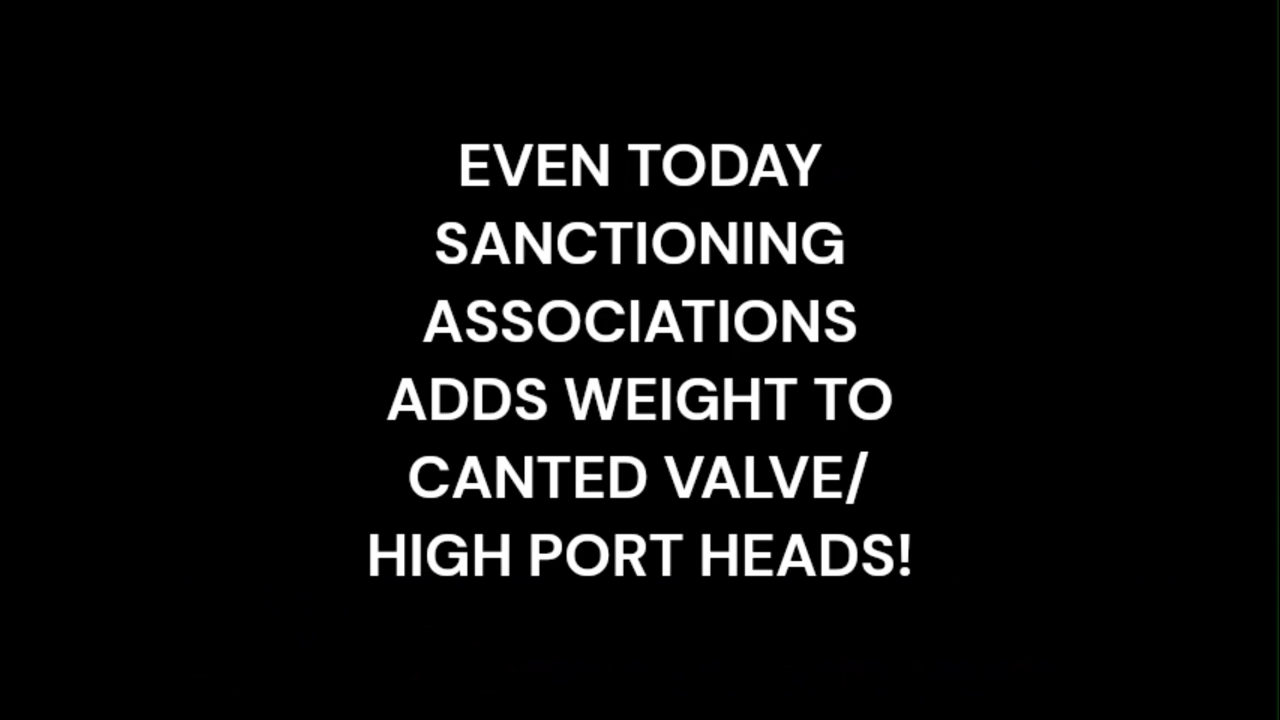 EVEN TODAY
SANCTIONING
ASSOCIATIONS
ADDS WEIGHT TO
CANTED VALVE/
HIGH PORT HEADS!